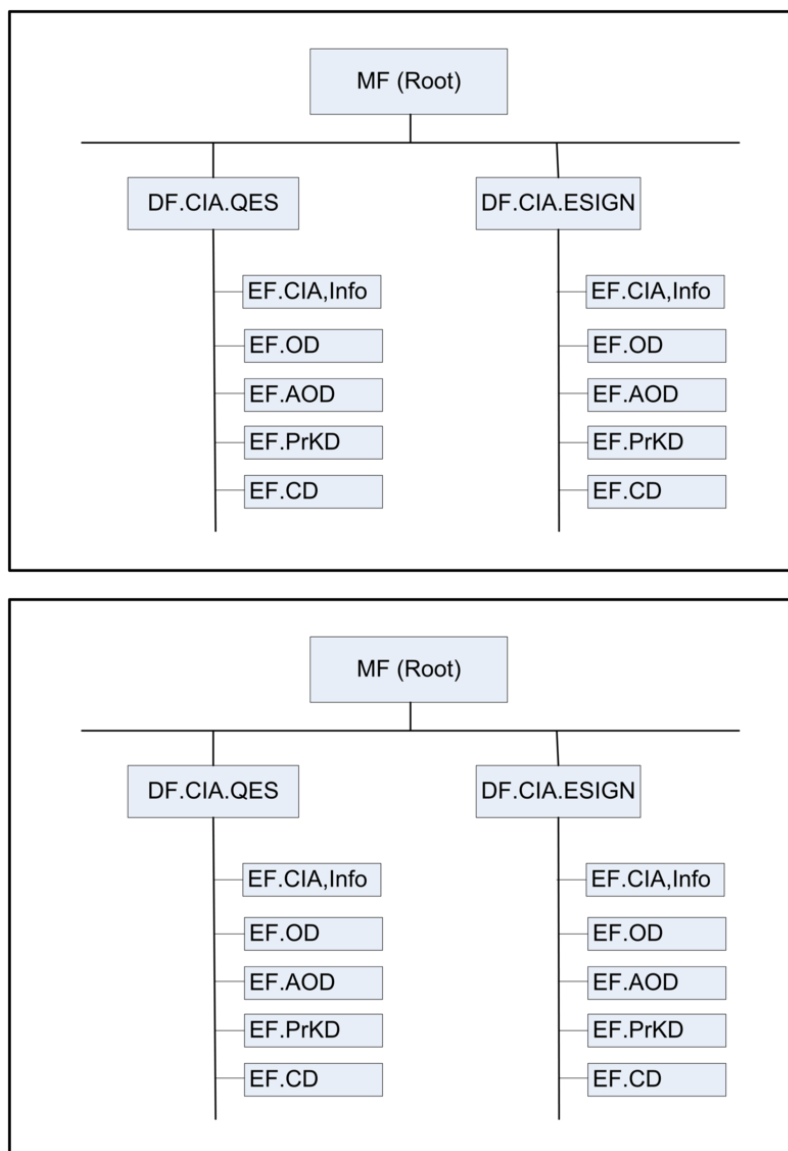 MF (Root)
DF.CIA.QES DF.CIA.ESIGN
EF.CIA,Info EF.CIA,Info
EF.OD EF.OD
EF.AOD EF.AOD
EF.PrKD EF.PrKD
EF.CD EF.CD
MF (Root)
DF.CIA.QES DF.CIA.ESIGN
EF.CIA,Info EF.CIA,Info
EF.OD EF.OD
EF.AOD EF.AOD
EF.PrKD EF.PrKD
EF.CD EF.CD